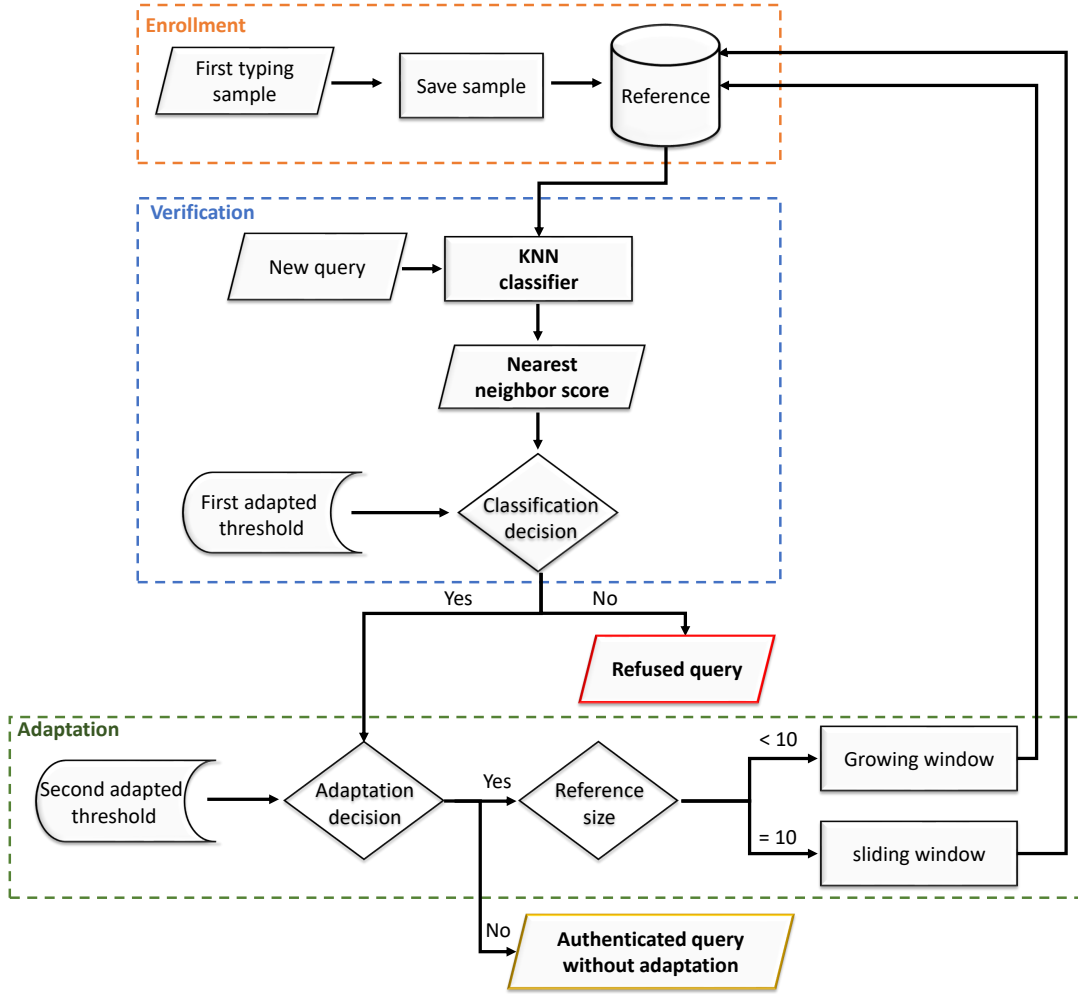 Enrollment
First typing
sample
Save sample
Reference
Verification
New query
KNN
classifier
Nearest
neighbor score
First adapted
threshold
Classification
decision
Yes
No
Refused query
Adaptation
Second adapted
threshold
Adaptation
decision
Yes
Reference
size
< 10
Growing window
= 10
sliding window
No
Authenticated query
without adaptation